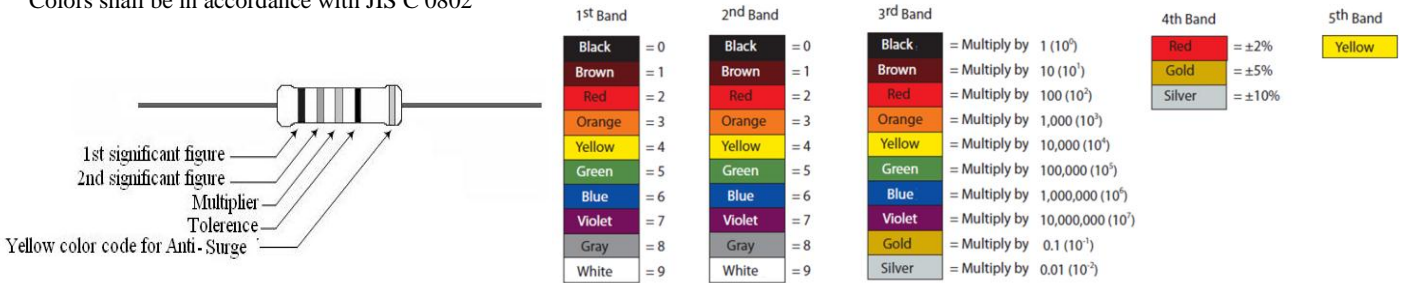 Colors shall be in accordance with JIS C 0802
1st significant figure
2nd significant figure
Multiplier
Tolerence
Yellow color code for Anti-Surge
1st Band
Black = 0
Brown = 1
Red = 2
Orange = 3
Yellow = 4
Green = 5
Blue = 6
Violet = 7
Gray = 8
White = 9
2nd Band
Black = 0
Brown = 1
Red = 2
Orange = 3
Yellow = 4
Green = 5
Blue = 6
Violet = 7
Gray = 8
White = 9
3rd Band
Black = Multiply by 1 (10⁰)
Brown = Multiply by 10 (10¹)
Red = Multiply by 100 (10²)
Orange = Multiply by 1,000 (10³)
Yellow = Multiply by 10,000 (10⁴)
Green = Multiply by 100,000 (10⁵)
Blue = Multiply by 1,000,000 (10⁶)
Violet = Multiply by 10,000,000 (10⁷)
Gold = Multiply by 0.1 (10⁻¹)
Silver = Multiply by 0.01 (10⁻²)
4th Band
Red = ±2%
Gold = ±5%
Silver = ±10%
5th Band
Yellow